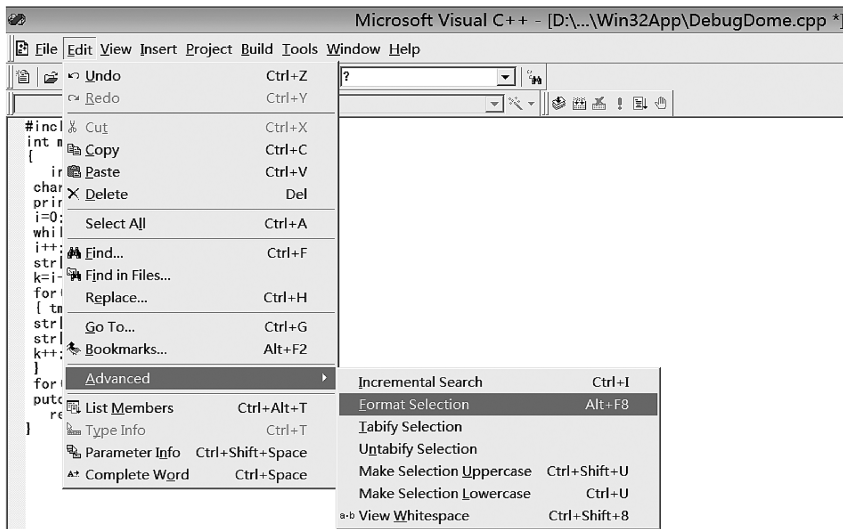 Microsoft Visual C++ - [D:\...\Win32App\DebugDome.cpp *]
File Edit View Insert Project Build Tools Window Help
Undo Ctrl+Z
?
Redo Ctrl+Y
Cut Ctrl+X
Copy Ctrl+C
Paste Ctrl+V
Delete Del
Select All Ctrl+A
Find... Ctrl+F
Find in Files...
Replace... Ctrl+H
Go To... Ctrl+G
Bookmarks... Alt+F2
Advanced
List Members Ctrl+Alt+T
Type Info Ctrl+T
Parameter Info Ctrl+Shift+Space
Complete Word Ctrl+Space
Incremental Search Ctrl+I
Format Selection Alt+F8
Tabify Selection
Untabify Selection
Make Selection Uppercase Ctrl+Shift+U
Make Selection Lowercase Ctrl+U
a-b View Whitespace Ctrl+Shift+8
#incl
int m
{
char
prin
i=0;
whil
i++;
str[
k=i-
for(
{ tm
str[
str[
k++;
}
for(
putc
re
}